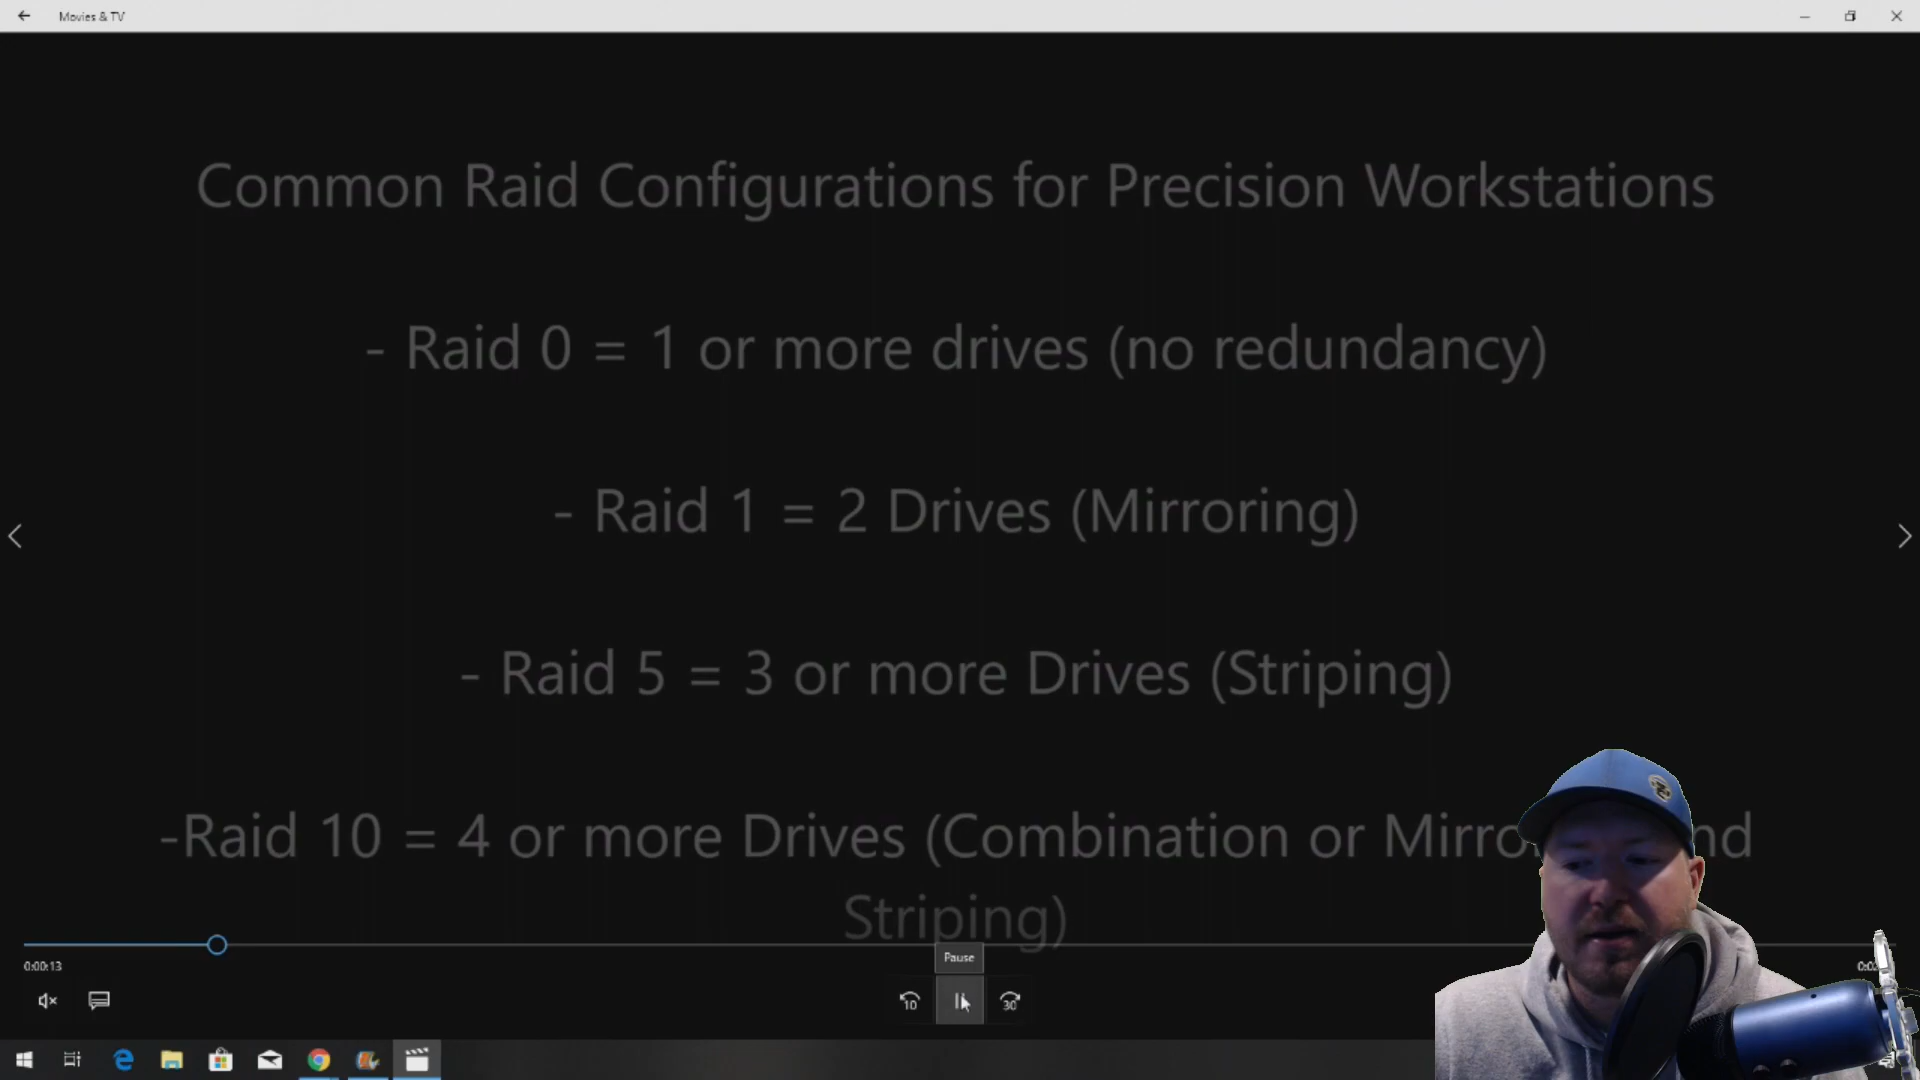 Movies & TV
Common Raid Configurations for Precision Workstations
- Raid 0 = 1 or more drives (no redundancy)
- Raid 1 = 2 Drives (Mirroring)
- Raid 5 = 3 or more Drives (Striping)
-Raid 10 = 4 or more Drives (Combination or
Striping)
Pause
0:00:13
10
30